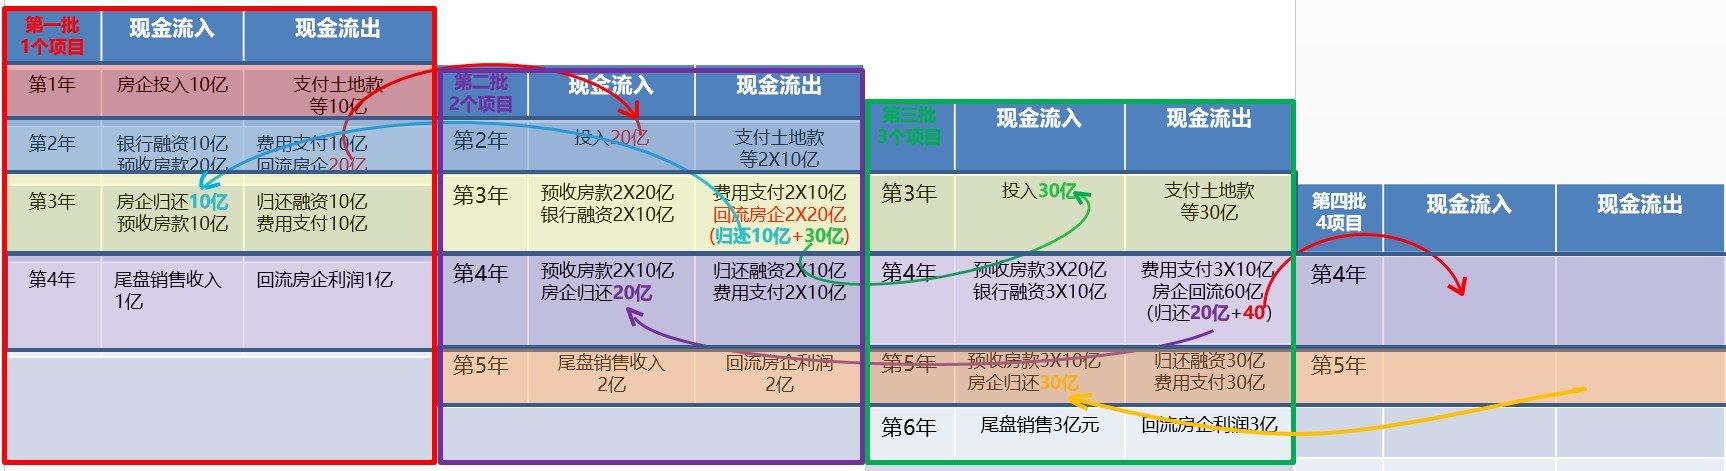 第一批
1个项目
现金流入
现金流出
第1年
房企投入10亿
支付土地款
等10亿
第2年
银行融资10亿
预收房款20亿
费用支付10亿
回流房企20亿
第3年
房企归还10亿
预收房款10亿
归还融资10亿
费用支付10亿
第4年
尾盘销售收入
1亿
回流房企利润1亿
第二批
2个项目
现金流入
现金流出
第2年
投入20亿
支付土地款
等2X10亿
第3年
预收房款2X20亿
银行融资2X10亿
费用支付2X10亿
回流房企2X20亿
(归还10亿+30亿)
第4年
预收房款2X10亿
房企归还20亿
归还融资2X10亿
费用支付2X10亿
第5年
尾盘销售收入
2亿
回流房企利润
2亿
第三批
3个项目
现金流入
现金流出
第3年
投入30亿
支付土地款
等30亿
第4年
预收房款3X20亿
银行融资3X10亿
费用支付3X10亿
房企回流60亿
(归还20亿+40)
第5年
预收房款3X10亿
房企归还30亿
归还融资30亿
费用支付30亿
第6年
尾盘销售3亿元
回流房企利润3亿
第四批
4项目
现金流入
现金流出
第4年
第5年